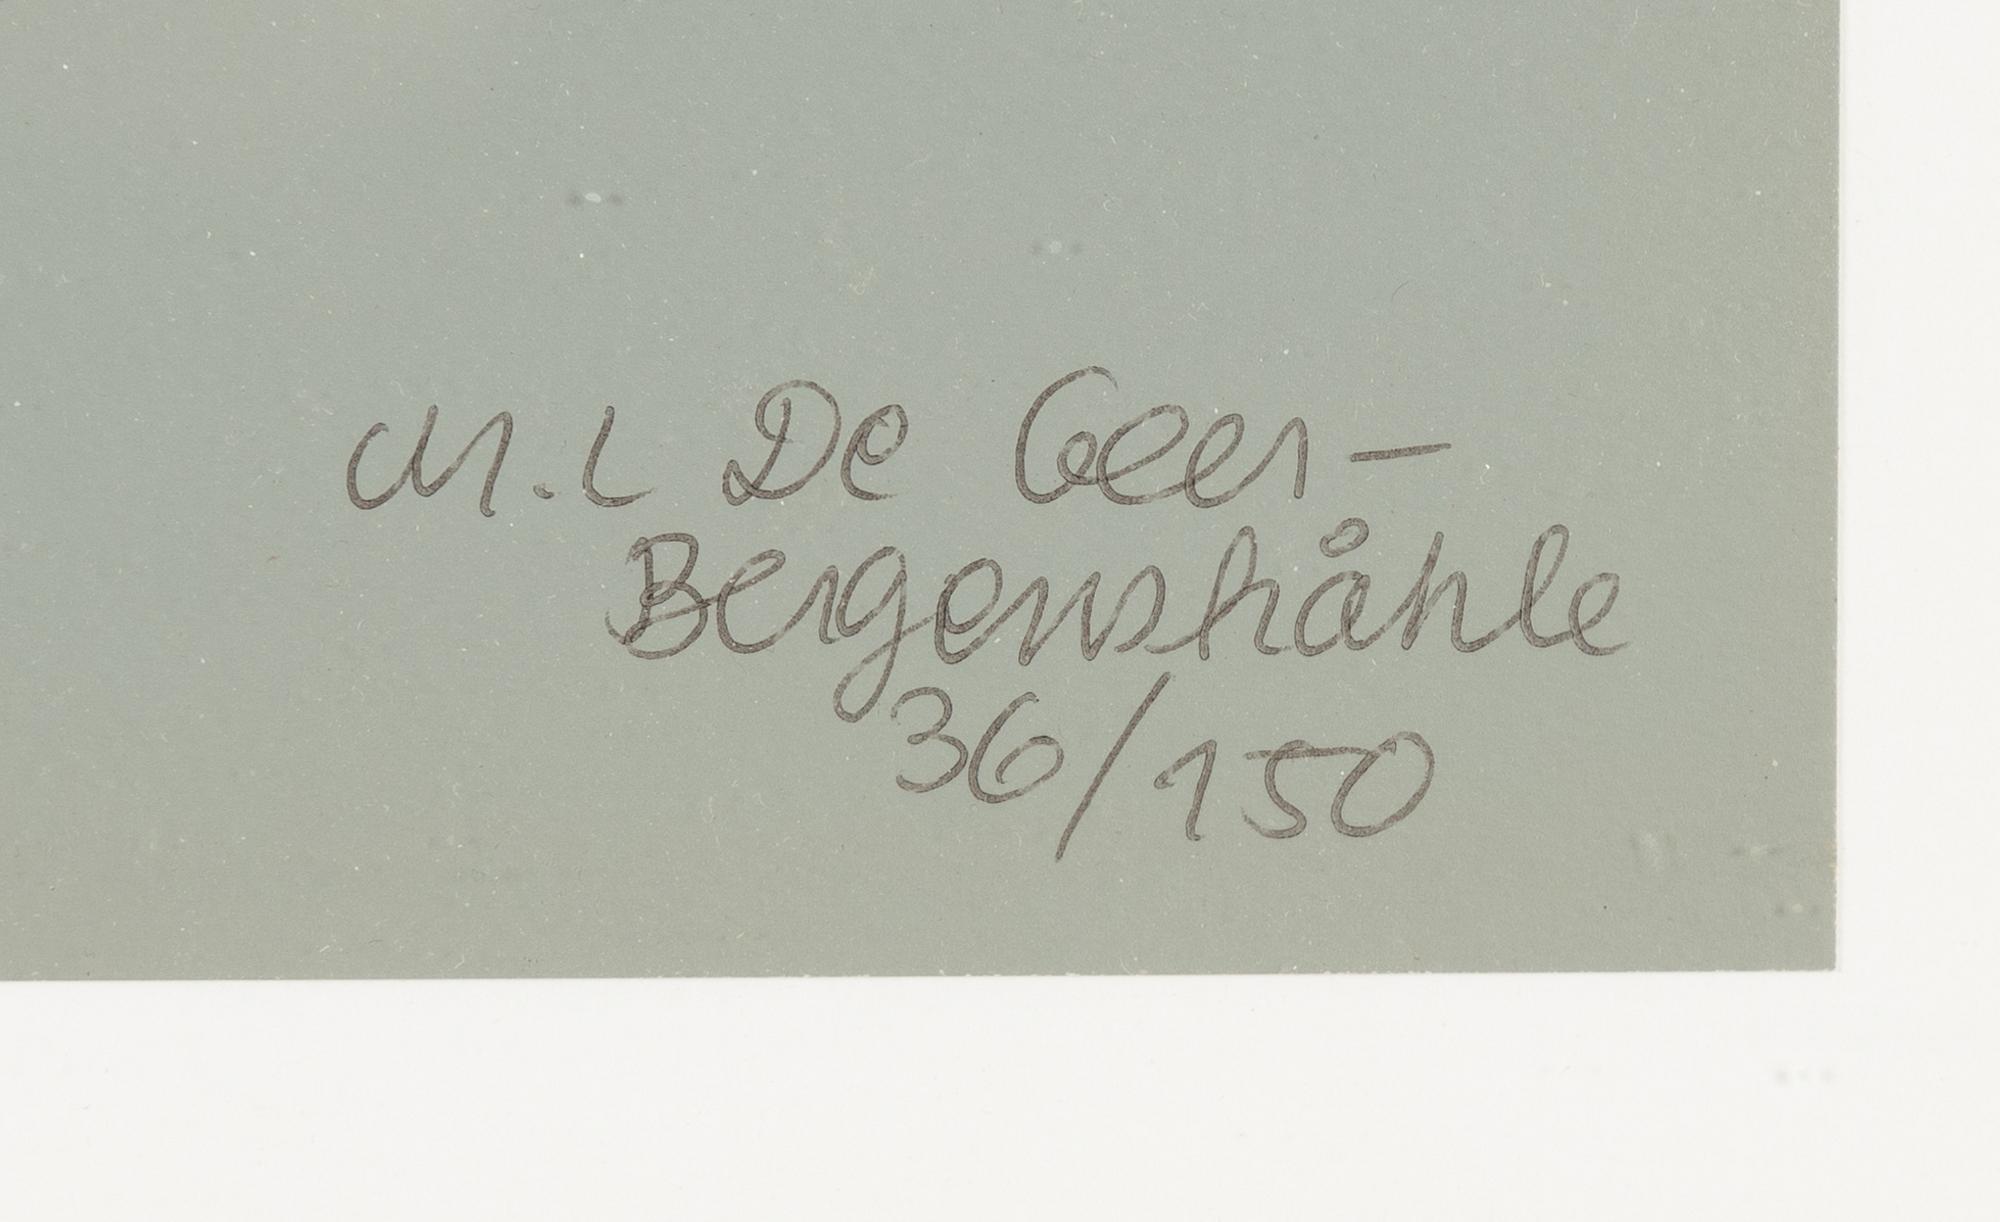 M.L De Geer-
Bergenstråhle
36/150